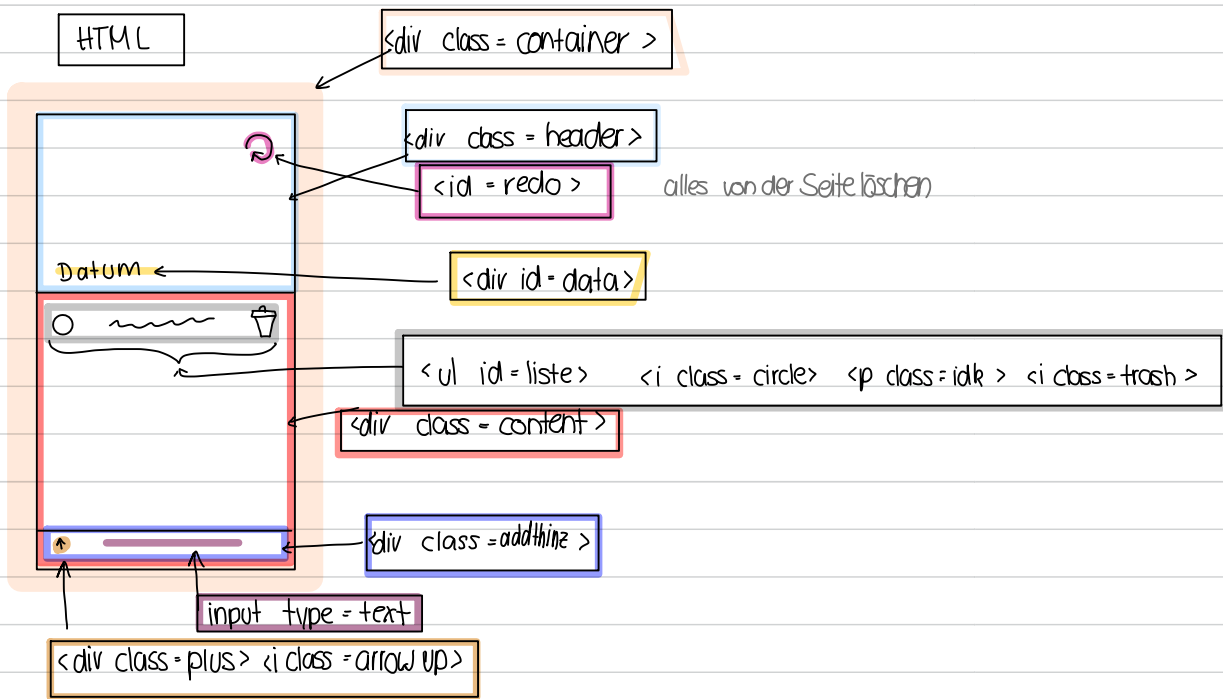 HTML
<div class = container >
<div class = header>
<id = redo >
alles von der Seite löschen
Datum
<div id = data>
<ul id = liste> <i class = circle> <p class = idk > <i class = trash >
<div class = content >
<div class = addthinz >
input type = text
<div class = plus> <i class = arrow up>